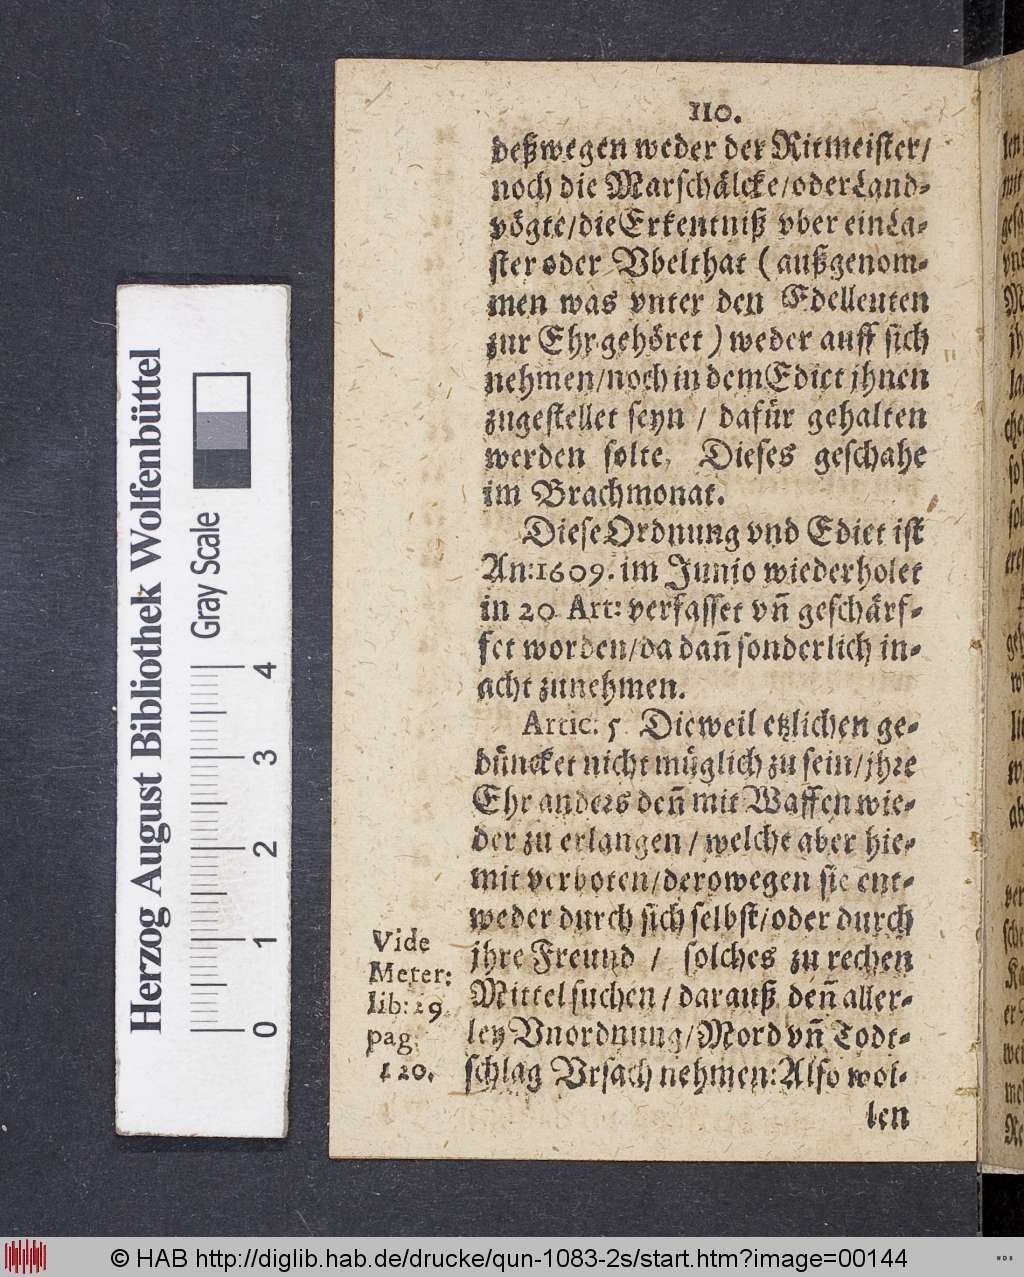 110.
deßwegen weder der Ritmeister/
noch die Marschälcke/oder Land-
vögte/die Erkentniß vber ein La-
ster oder Vbelthat (außgenom-
men was vnter den Edelleuten
zur Ehr gehöret) weder auff sich
nehmen/noch in dem Edict jhnen
zugestellet seyn / dafür gehalten
werden solte. Dieses geschahe
im Brachmonat.
Diese Ordnung vnd Edict ist
An:1609. im Junio wiederholet
in 20 Art: verfasset vñ geschärf-
fet worden/da dañ sonderlich in-
acht zunehmen.
Artic: 5 Dieweil etzlichen ge-
düncket nicht müglich zu sein/jhre
Ehr anders deñ mit Waffen wie-
der zu erlangen / welche aber hie-
mit verboten/derowegen sie ent-
weder durch sich selbst/oder durch
jhre Freund / solches zu rechen
Mittel suchen / darauß deñ aller-
ley Vnordnung/Mord vñ Todt-
schlag Vrsach nehmen: Also wol-
len
Vide
Meter:
lib: 29.
pag.
120.
Herzog August Bibliothek Wolfenbüttel
Gray Scale
0 1 2 3 4
© HAB http://diglib.hab.de/drucke/qun-1083-2s/start.htm?image=00144